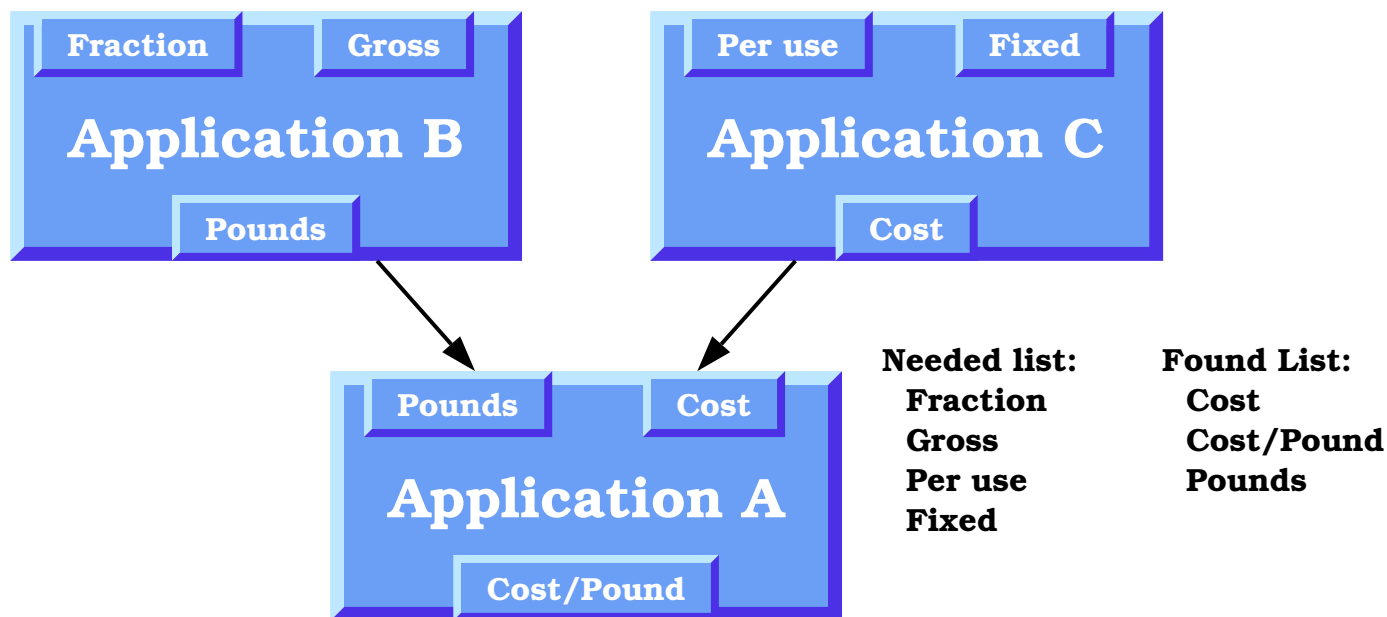 Fraction
Gross
Application B
Pounds
Per use
Fixed
Application C
Cost
Pounds
Cost
Application A
Cost/Pound
Needed list:
Fraction
Gross
Per use
Fixed
Found List:
Cost
Cost/Pound
Pounds